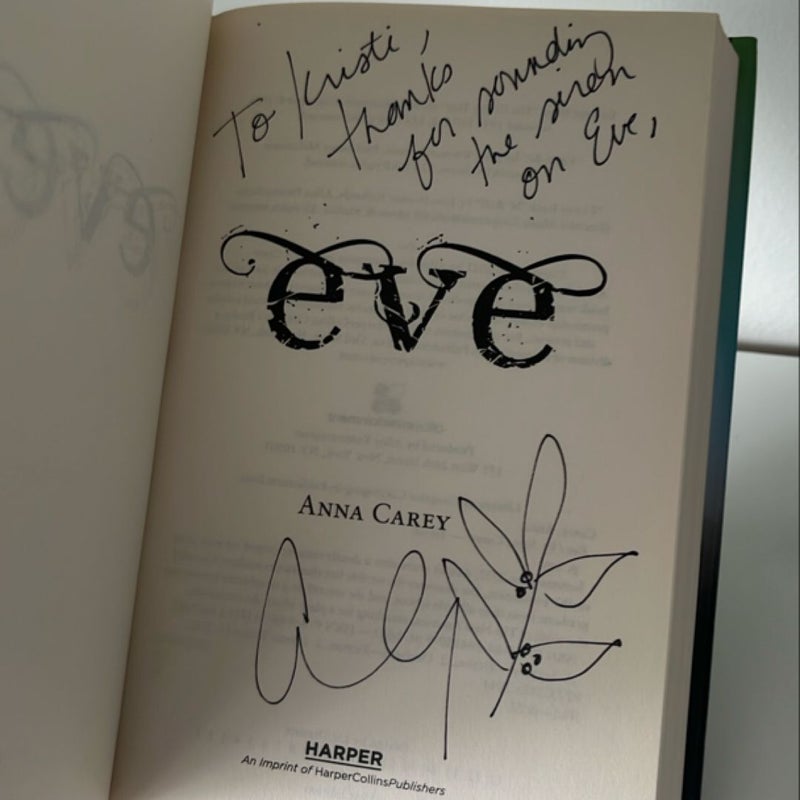 To Kristi,
thanks
for sounding
the siren
on Eve,
eve
ANNA CAREY
HARPER
An Imprint of HarperCollinsPublishers